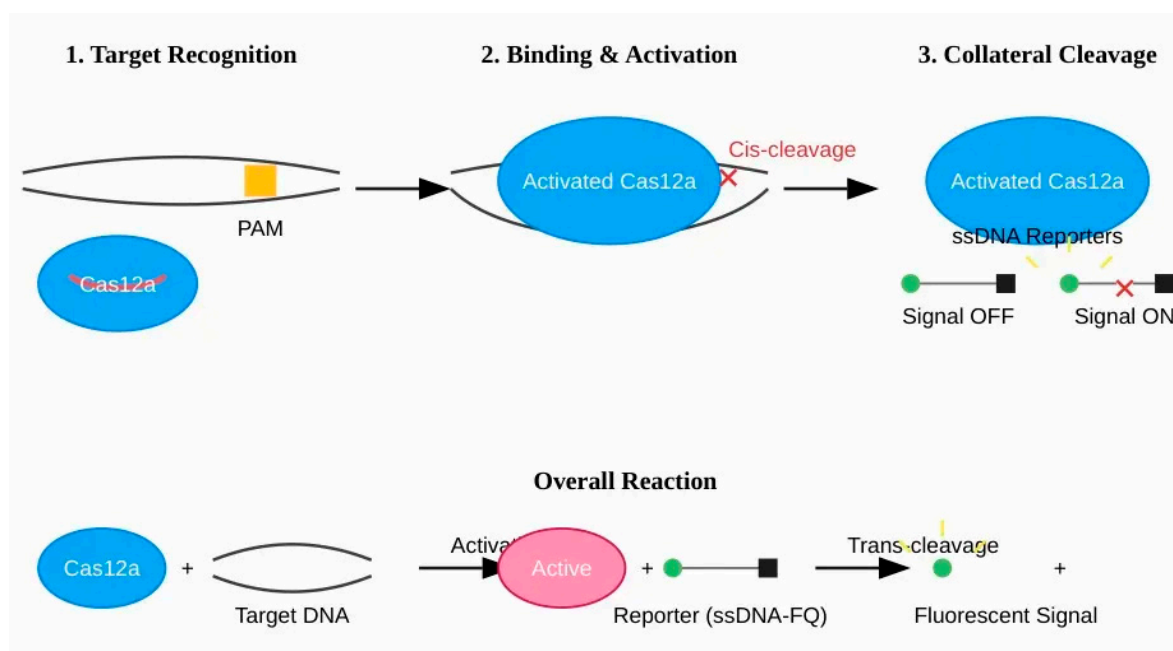 1. Target Recognition
2. Binding & Activation
3. Collateral Cleavage
Cis-cleavage
Activated Cas12a
Activated Cas12a
PAM
ssDNA Reporters
Cas12a
Signal OFF
Signal ON
Overall Reaction
Trans-cleavage
Cas12a
+
Active
+
+
Target DNA
Reporter (ssDNA-FQ)
Fluorescent Signal